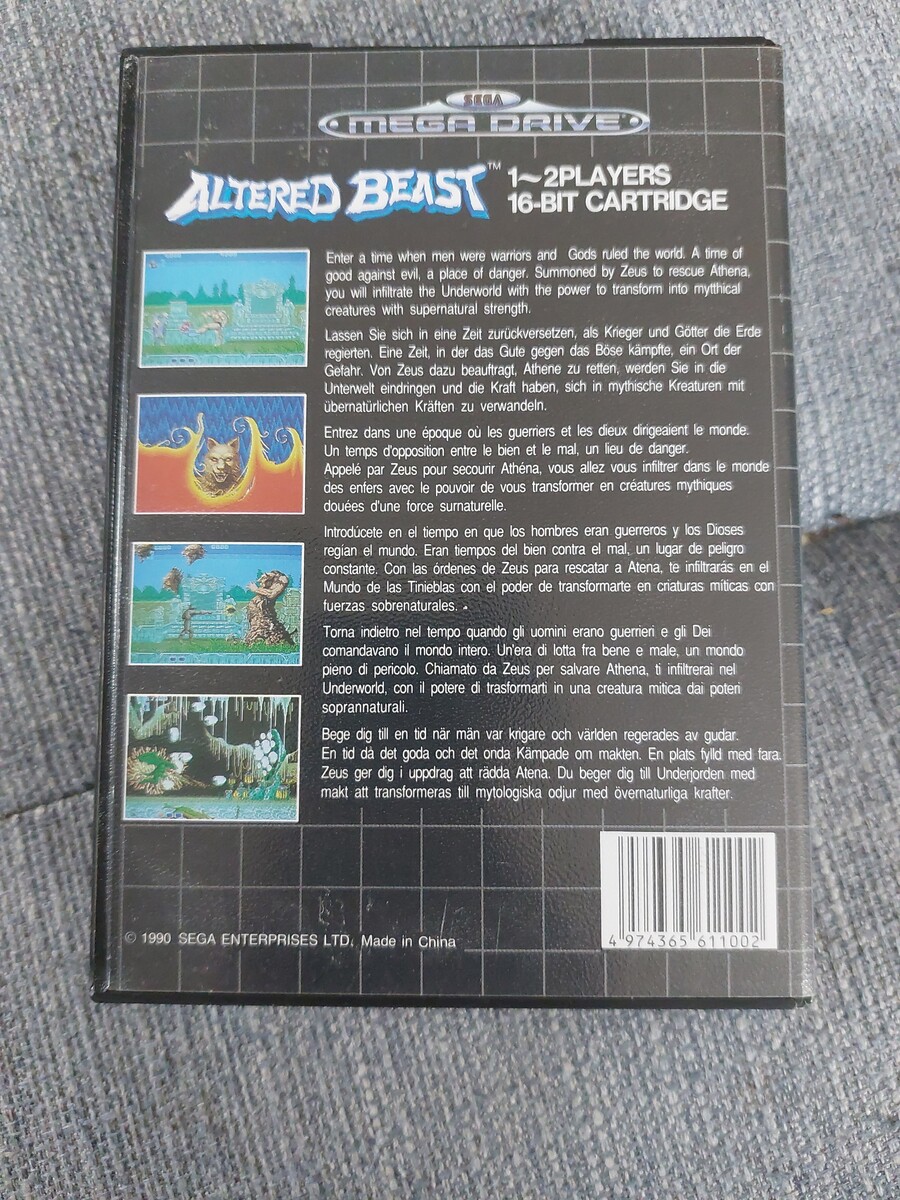 SEGA
MEGA DRIVE
ALTERED BEAST™
1~2PLAYERS
16-BIT CARTRIDGE
Enter a time when men were warriors and Gods ruled the world. A time of
good against evil, a place of danger. Summoned by Zeus to rescue Athena,
you will infiltrate the Underworld with the power to transform into mythical
creatures with supernatural strength.
Lassen Sie sich in eine Zeit zurückversetzen, als Krieger und Götter die Erde
regierten. Eine Zeit, in der das Gute gegen das Böse kämpfte, ein Ort der
Gefahr. Von Zeus dazu beauftragt, Athene zu retten, werden Sie in die
Unterwelt eindringen und die Kraft haben, sich in mythische Kreaturen mit
übernatürlichen Kräften zu verwandeln.
Entrez dans une époque où les guerriers et les dieux dirigeaient le monde.
Un temps d'opposition entre le bien et le mal, un lieu de danger.
Appelé par Zeus pour secourir Athéna, vous allez vous infiltrer dans le monde
des enfers avec le pouvoir de vous transformer en créatures mythiques
douées d'une force surnaturelle.
Introdúcete en el tiempo en que los hombres eran guerreros y los Dioses
regían el mundo. Eran tiempos del bien contra el mal, un lugar de peligro
constante. Con las órdenes de Zeus para rescatar a Atena, te infiltrarás en el
Mundo de las Tinieblas con el poder de transformarte en criaturas míticas con
fuerzas sobrenaturales.
Torna indietro nel tempo quando gli uomini erano guerrieri e gli Dei
comandavano il mondo intero. Un'era di lotta fra bene e male, un mondo
pieno di pericolo. Chiamato da Zeus per salvare Athena, ti infiltrerai nel
Underworld, con il potere di trasformarti in una creatura mitica dai poteri
soprannaturali.
Bege dig till en tid när män var krigare och världen regerades av gudar.
En tid då det goda och det onda Kämpade om makten. En plats fylld med fara.
Zeus ger dig i uppdrag att rädda Atena. Du beger dig till Underjorden med
makt att transformeras till mytologiska odjur med övernaturliga krafter.
4 974365 611002
© 1990 SEGA ENTERPRISES LTD. Made in China